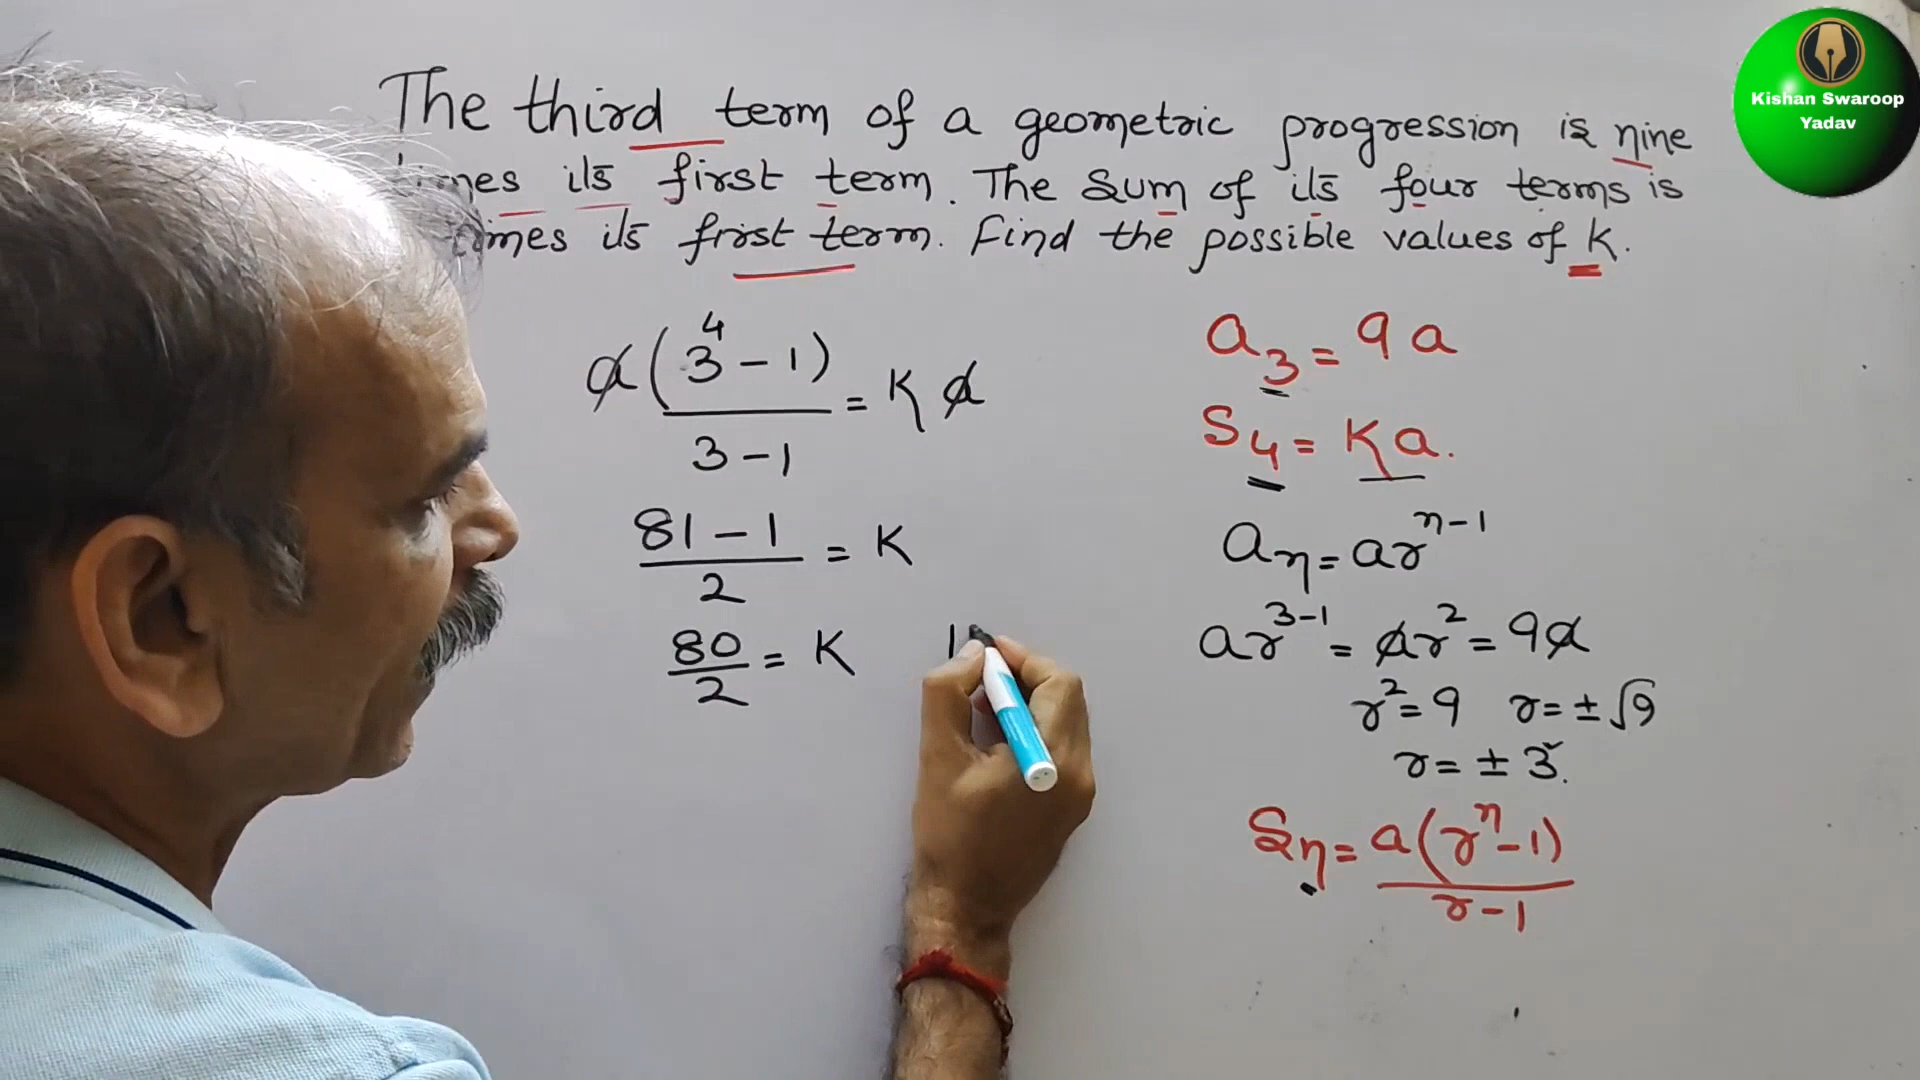 The third term of a geometric progression is nine
times its first term. The sum of its four terms is
times its first term. Find the possible values of K.
a(3⁴-1)/(3-1) = Ka
(81-1)/2 = K
80/2 = K
a₃ = 9a
S₄ = Ka.
aₙ = arⁿ⁻¹
ar³⁻¹ = ar² = 9a
r² = 9 r = ±√9
r = ±3.
Sₙ = a(rⁿ-1)/(r-1)
Kishan Swaroop
Yadav